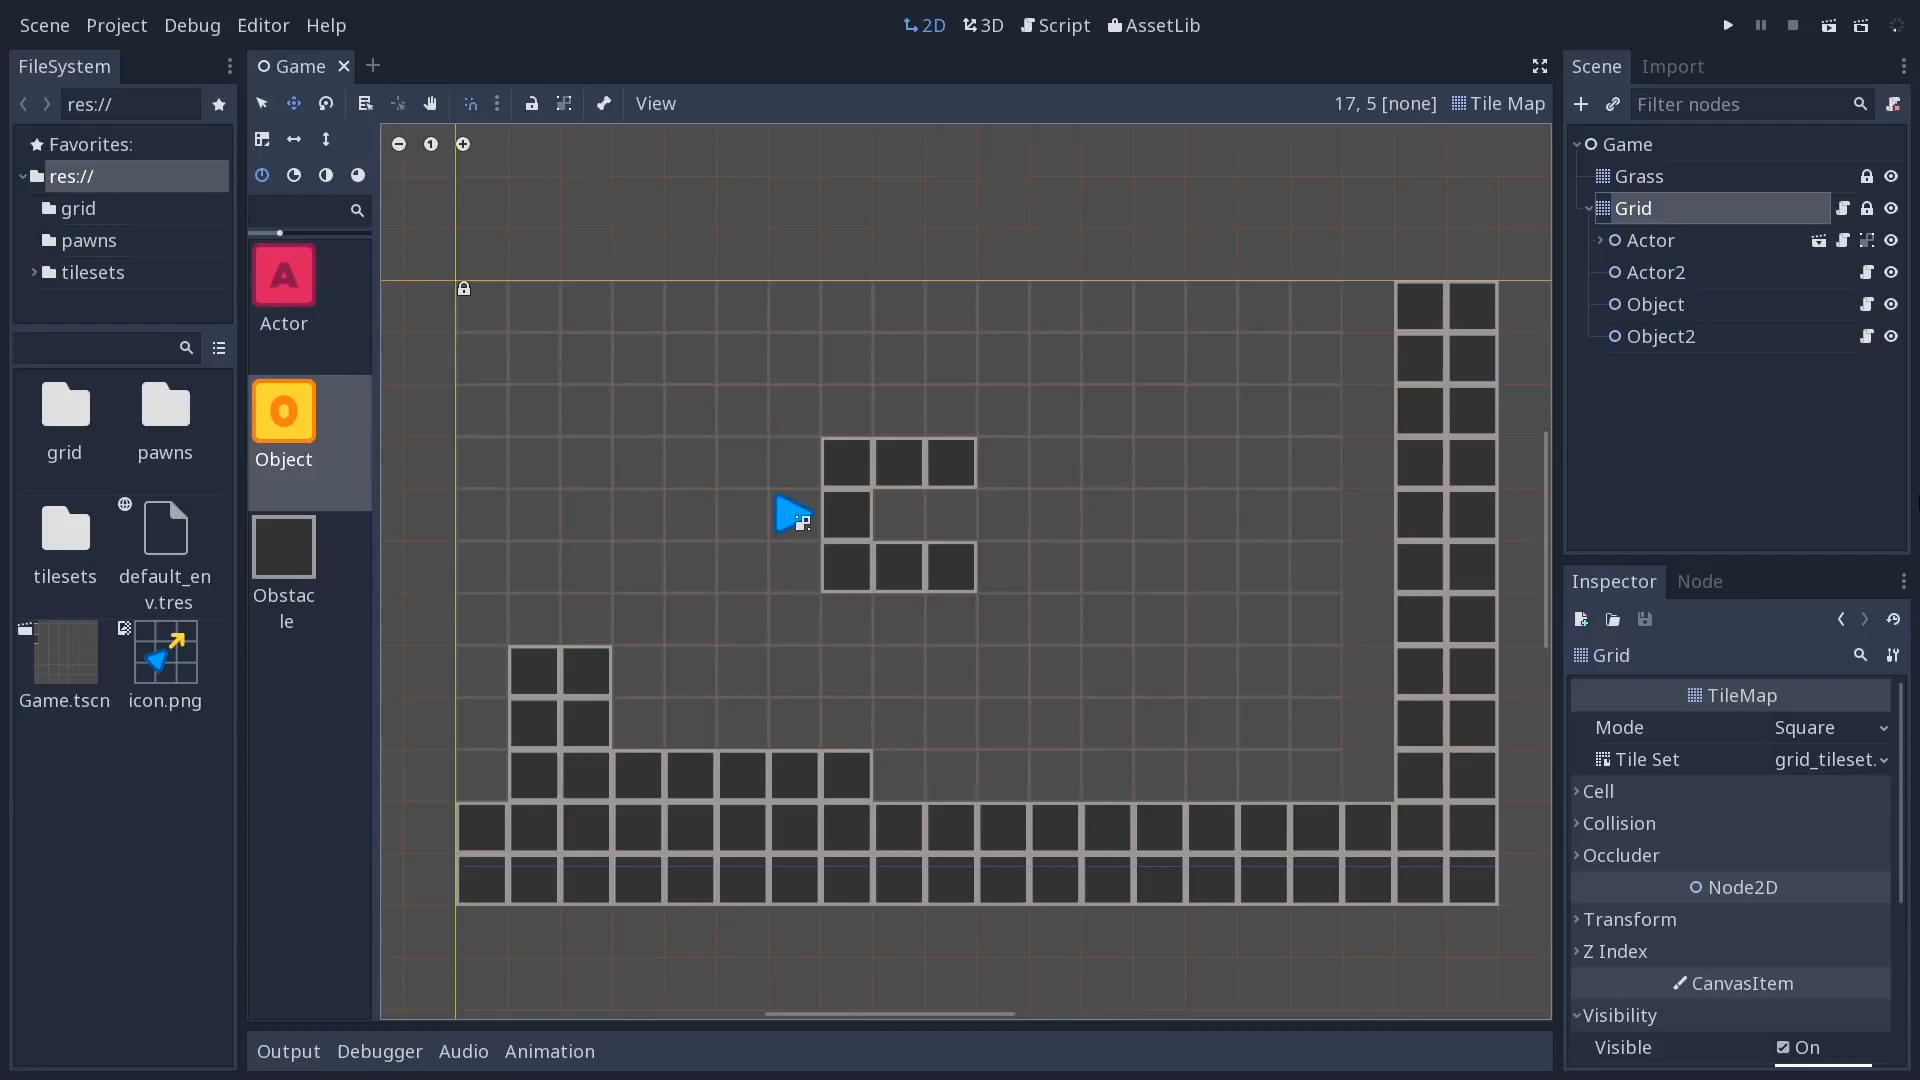 Scene Project Debug Editor Help
2D 3D Script AssetLib
FileSystem
res://
Favorites:
res://
grid
pawns
tilesets
grid pawns
tilesets default_en
v.tres
Game.tscn icon.png
Game
View
17, 5 [none] Tile Map
1
A
Actor
O
Object
Obstac
le
Output Debugger Audio Animation
Scene Import
Filter nodes
Game
Grass
Grid
Actor
Actor2
Object
Object2
Inspector Node
Grid
TileMap
Mode Square
Tile Set grid_tileset.
Cell
Collision
Occluder
Node2D
Transform
Z Index
CanvasItem
Visibility
Visible On